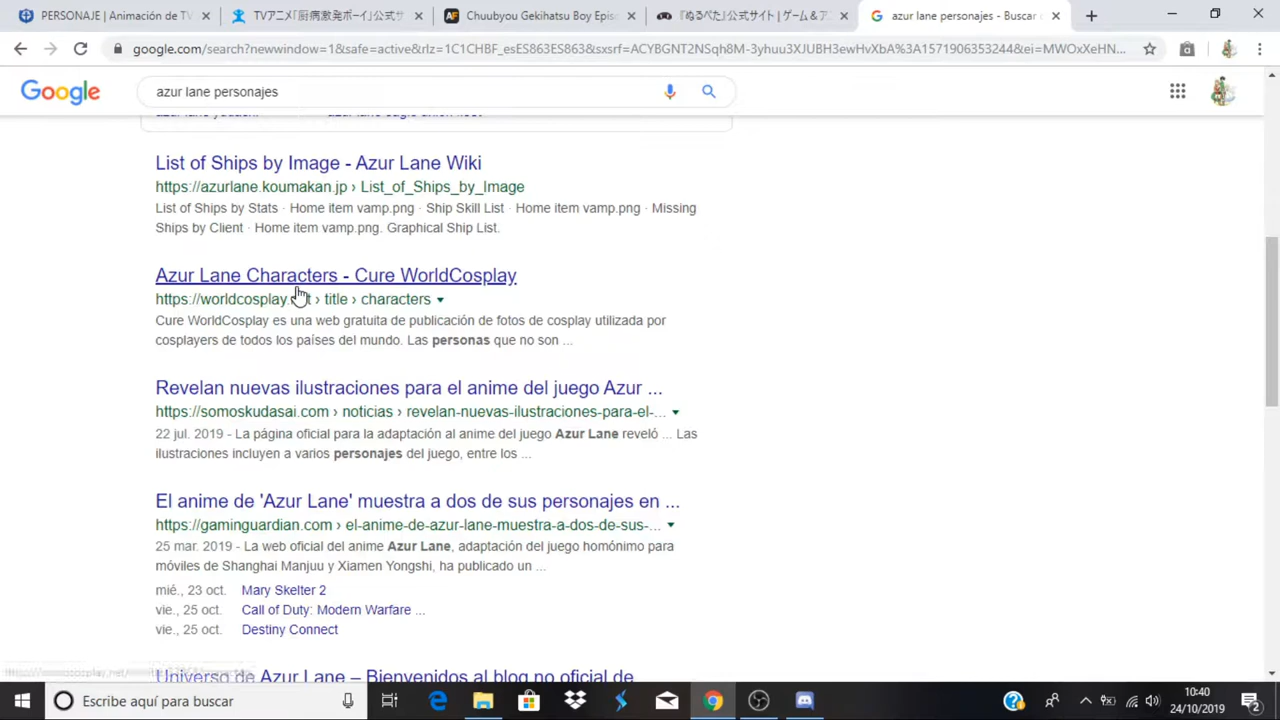 PERSONAJE | Animación de TV
TVアニメ「厨病激発ボーイ」公式サ
Chuubyou Gekihatsu Boy Epis
『ぬるぺた』公式サイト | ゲーム&ア
azur lane personajes - Buscar c
google.com/search?newwindow=1&safe=active&rlz=1C1CHBF_esES863ES863&sxsrf=ACYBGNT2NSqh8M-3yhuu3XJUBH3ewHvXbA%3A1571906353244&ei=MWOxXeHN...
Google
azur lane personajes
List of Ships by Image - Azur Lane Wiki
https://azurlane.koumakan.jp › List_of_Ships_by_Image
List of Ships by Stats · Home item vamp.png · Ship Skill List · Home item vamp.png · Missing
Ships by Client · Home item vamp.png. Graphical Ship List.
Azur Lane Characters - Cure WorldCosplay
https://worldcosplay. › title › characters
Cure WorldCosplay es una web gratuita de publicación de fotos de cosplay utilizada por
cosplayers de todos los países del mundo. Las personas que no son ...
Revelan nuevas ilustraciones para el anime del juego Azur ...
https://somoskudasai.com › noticias › revelan-nuevas-ilustraciones-para-el-...
22 jul. 2019 - La página oficial para la adaptación al anime del juego Azur Lane reveló ... Las
ilustraciones incluyen a varios personajes del juego, entre los ...
El anime de 'Azur Lane' muestra a dos de sus personajes en ...
https://gaminguardian.com › el-anime-de-azur-lane-muestra-a-dos-de-sus-...
25 mar. 2019 - La web oficial del anime Azur Lane, adaptación del juego homónimo para
móviles de Shanghai Manjuu y Xiamen Yongshi, ha publicado un ...
mié., 23 oct. Mary Skelter 2
vie., 25 oct. Call of Duty: Modern Warfare ...
vie., 25 oct. Destiny Connect
Universo de Azur Lane – Bienvenidos al blog no oficial de
Escribe aquí para buscar
10:40
24/10/2019
2